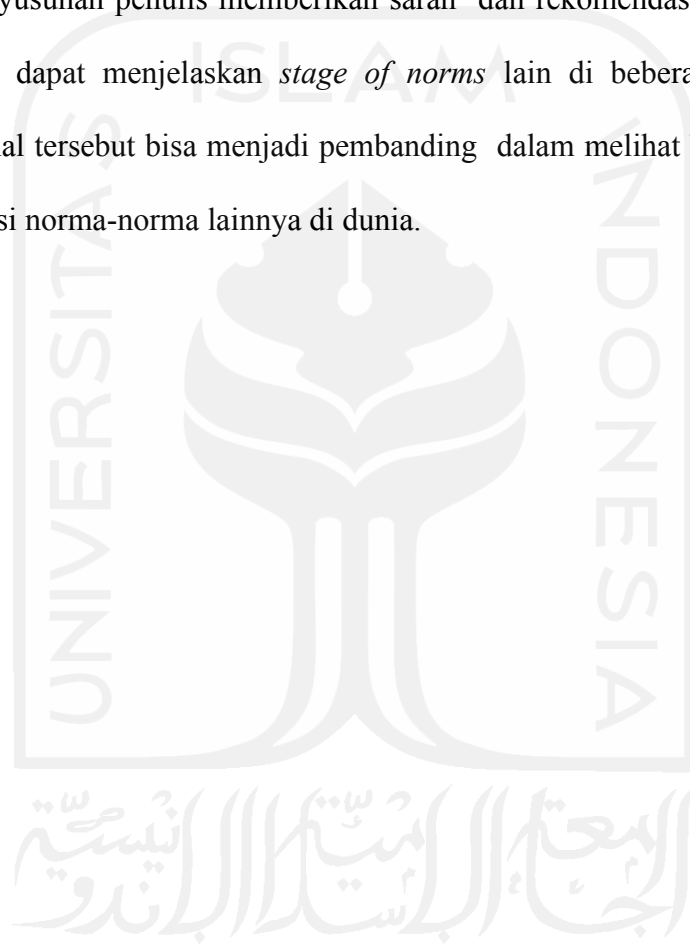 yusunan penulis memberikan saran dan rekomendas
dapat menjelaskan stage of norms lain di bebera
al tersebut bisa menjadi pembanding dalam melihat
si norma-norma lainnya di dunia.
ISLAM
UNIVERSITAS
INDONESIA